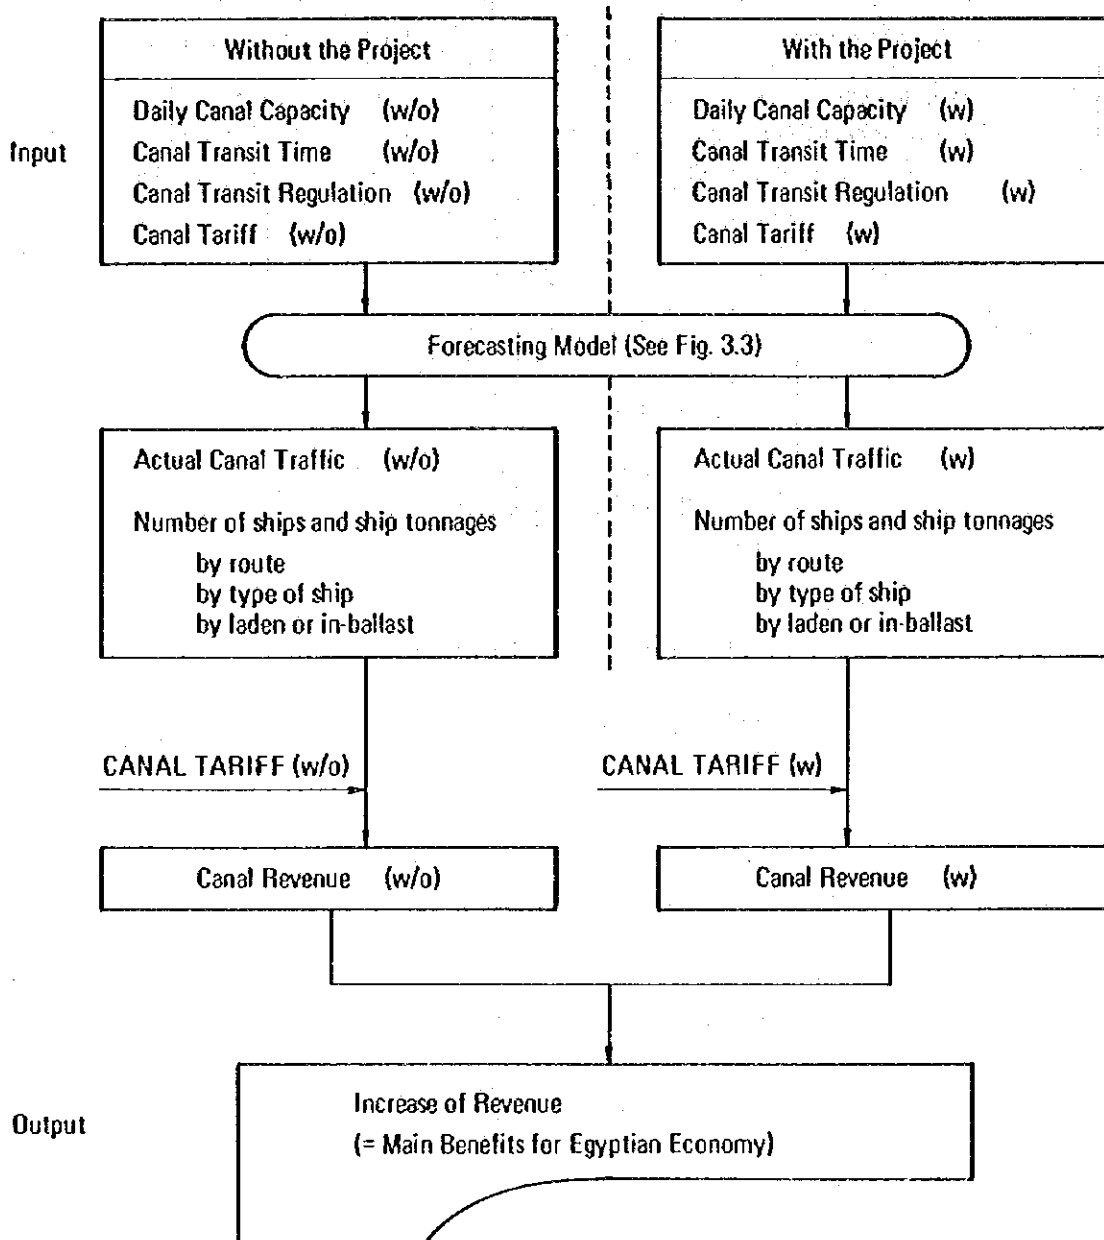 Without the Project
Daily Canal Capacity (w/o)
Canal Transit Time (w/o)
Canal Transit Regulation (w/o)
Canal Tariff (w/o)
With the Project
Daily Canal Capacity (w)
Canal Transit Time (w)
Canal Transit Regulation (w)
Canal Tariff (w)
Input
Forecasting Model (See Fig. 3.3)
Actual Canal Traffic (w/o)
Number of ships and ship tonnages
by route
by type of ship
by laden or in-ballast
Actual Canal Traffic (w)
Number of ships and ship tonnages
by route
by type of ship
by laden or in-ballast
CANAL TARIFF (w/o)
CANAL TARIFF (w)
Canal Revenue (w/o)
Canal Revenue (w)
Output
Increase of Revenue
(= Main Benefits for Egyptian Economy)